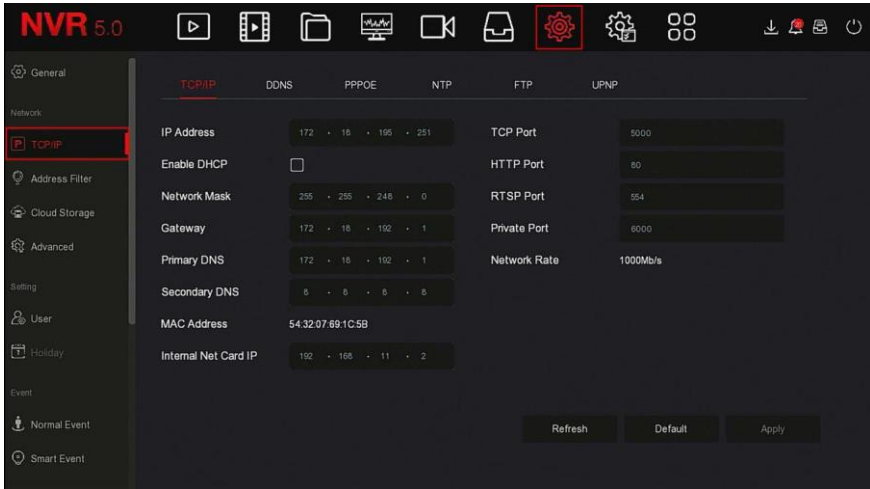 NVR 5.0
General
TCP/IP DDNS PPPOE NTP FTP UPNP
Network
TCP/IP
Address Filter
Cloud Storage
Advanced
Setting
User
Holiday
Event
Normal Event
Smart Event
IP Address 172 . 18 . 195 . 251 TCP Port 5000
Enable DHCP HTTP Port 80
Network Mask 255 . 255 . 248 . 0 RTSP Port 554
Gateway 172 . 18 . 192 . 1 Private Port 6000
Primary DNS 172 . 18 . 192 . 1 Network Rate 1000Mb/s
Secondary DNS 8 . 8 . 8 . 8
MAC Address 54:32:07:69:1C:5B
Internal Net Card IP 192 . 168 . 11 . 2
Refresh Default Apply